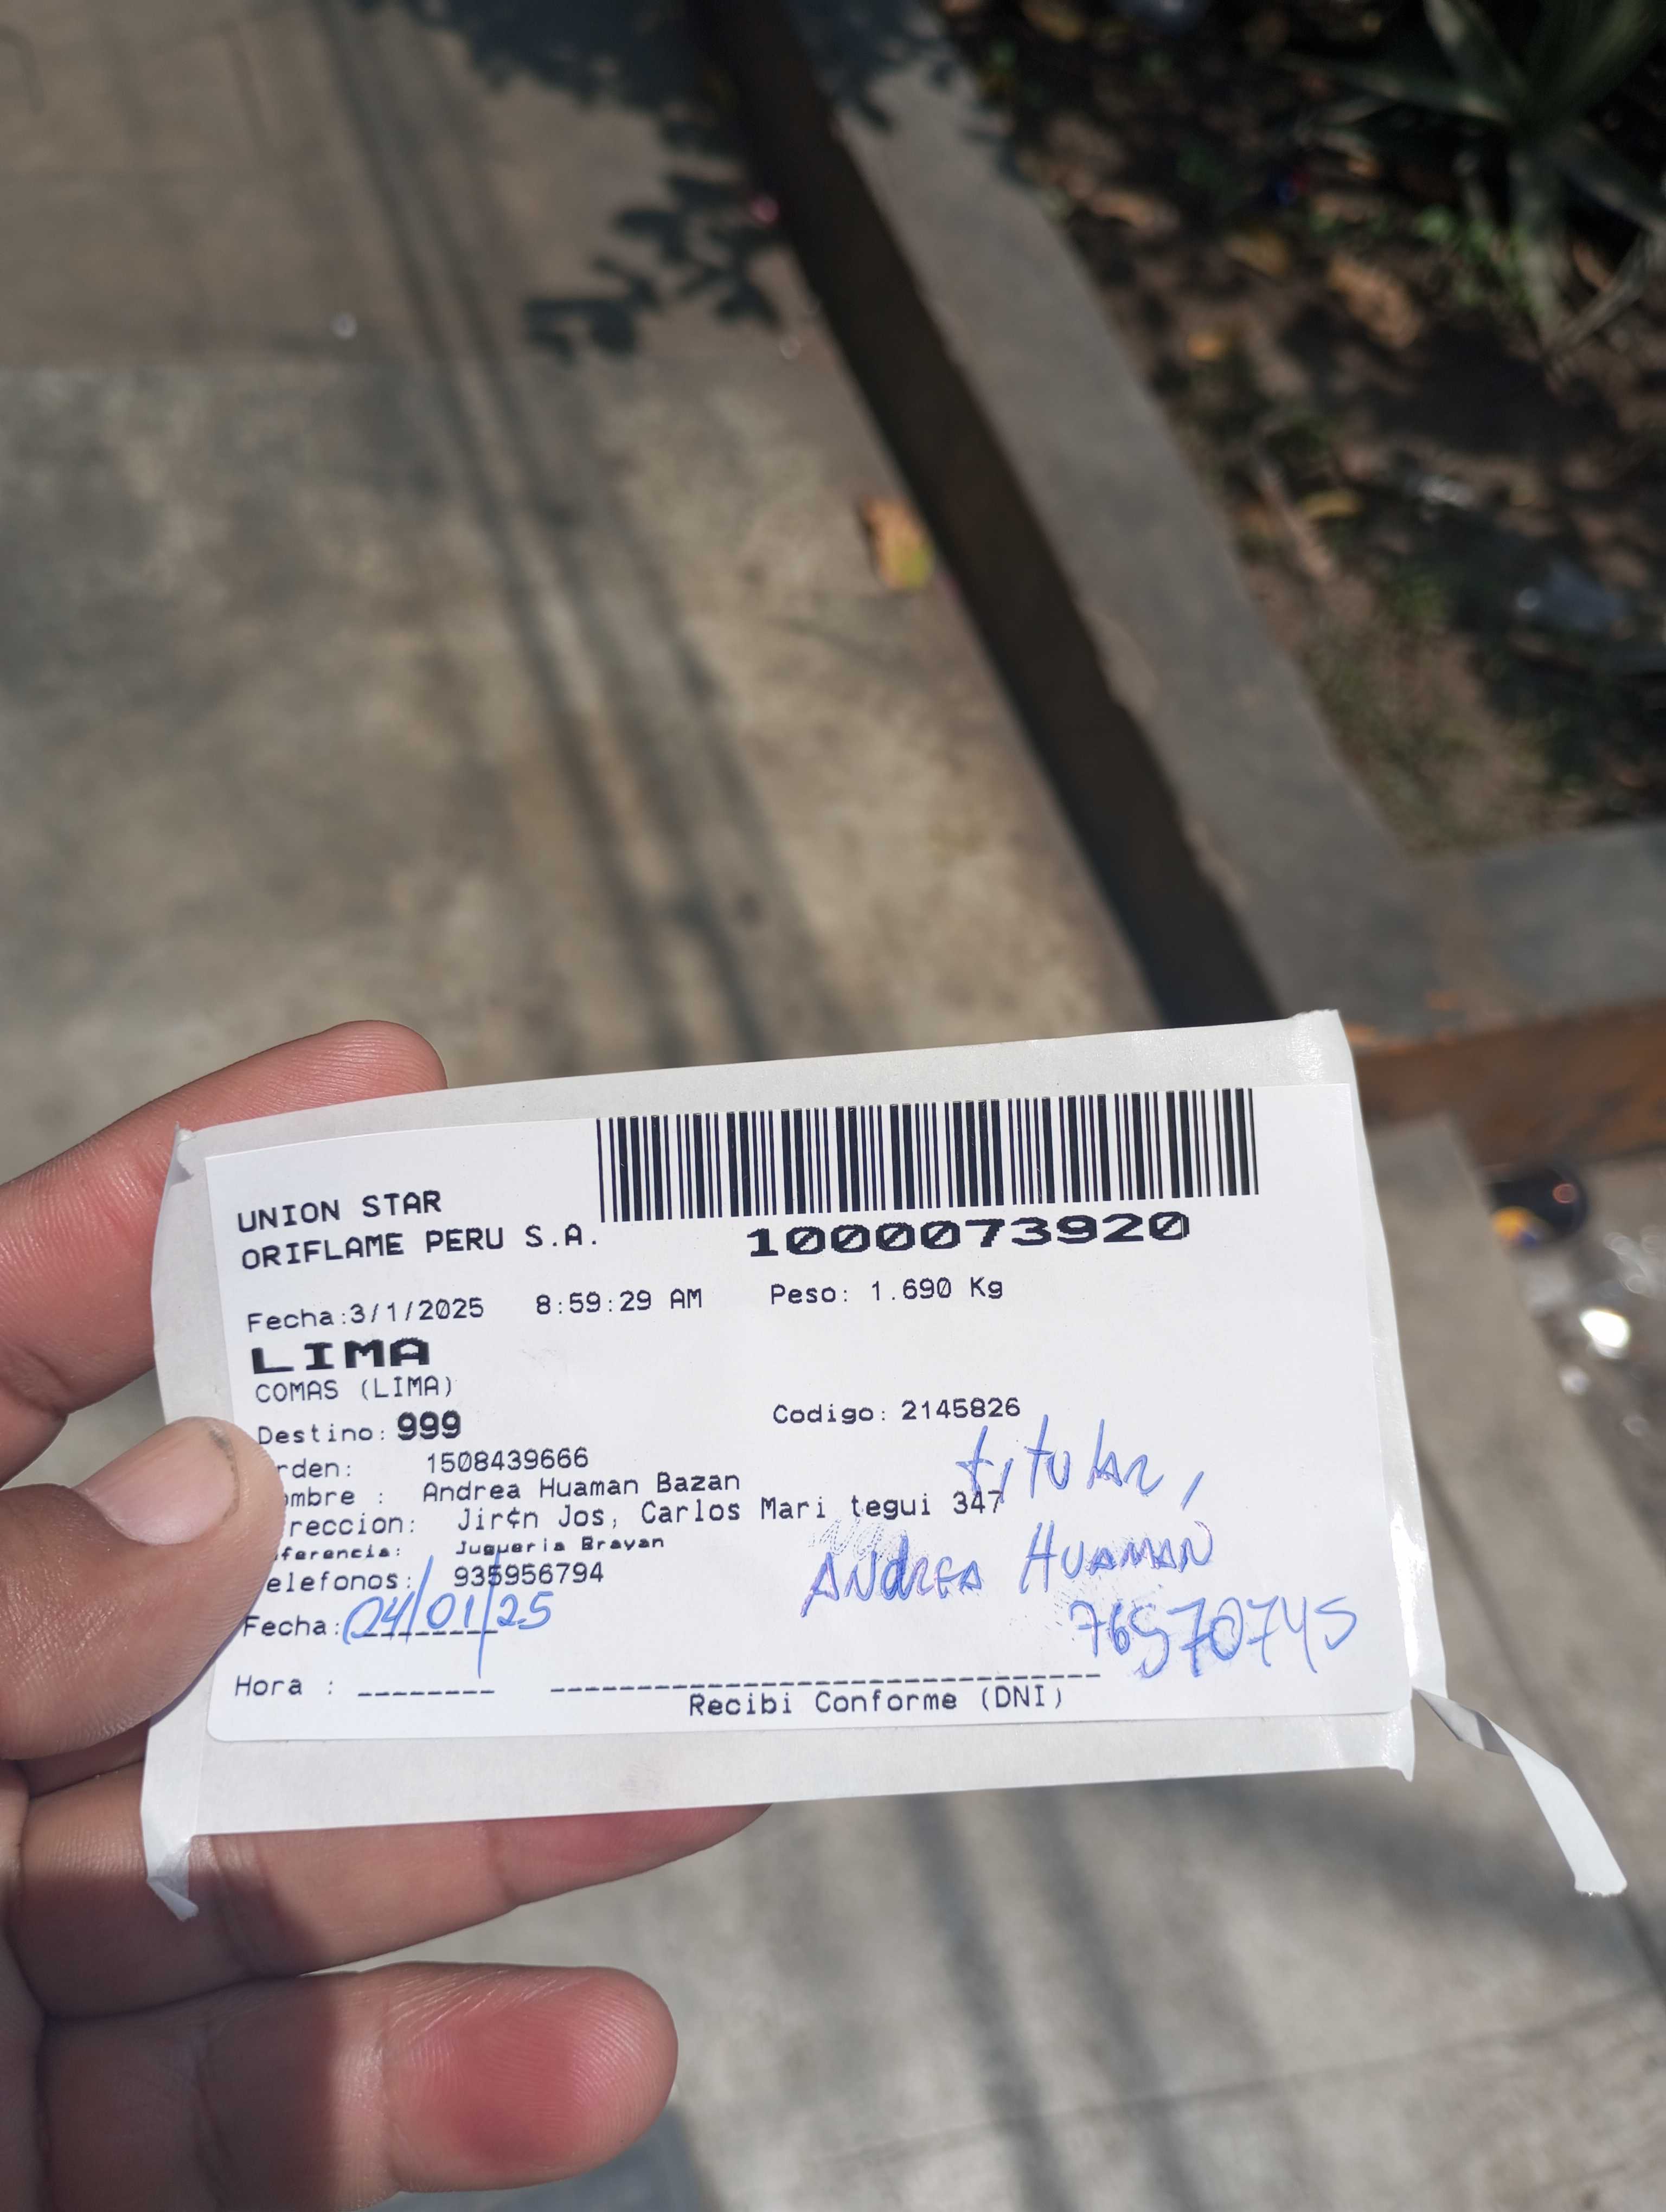 UNION STAR
ORIFLAME PERU S.A.
1000073920
Fecha:3/1/2025 8:59:29 AM Peso: 1.690 Kg
LIMA
COMAS (LIMA)
Destino: 999 Codigo: 2145826
rden: 1508439666
ombre : Andrea Huaman Bazan
titular,
reccion: Jir¢n Jos, Carlos Mari tegui 347
ferencia: Jugueria Brayan
elefonos: 935956794
ANdREA HUAMAN
Fecha: 04/01/25
76570745
Hora : ________
Recibi Conforme (DNI)